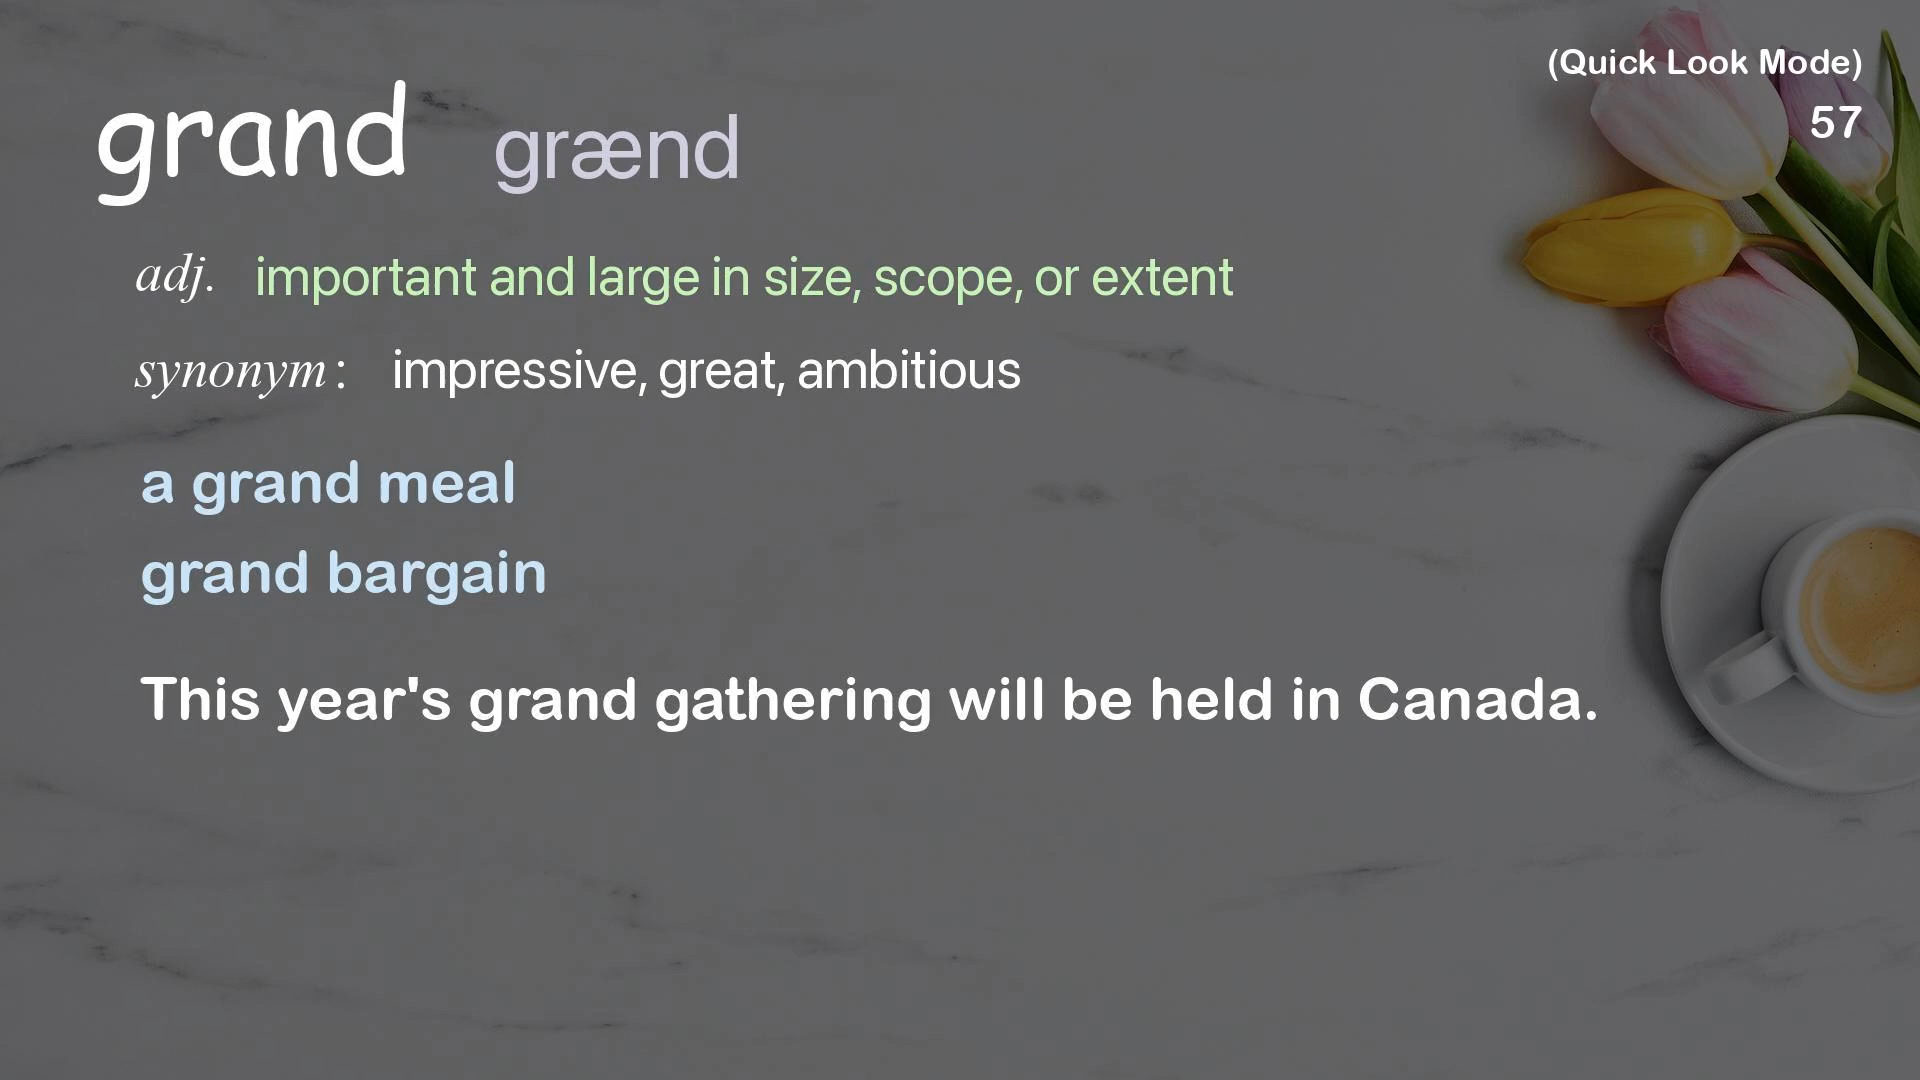 (Quick Look Mode)
57
grand grænd
adj. important and large in size, scope, or extent
synonym: impressive, great, ambitious
a grand meal
grand bargain
This year's grand gathering will be held in Canada.